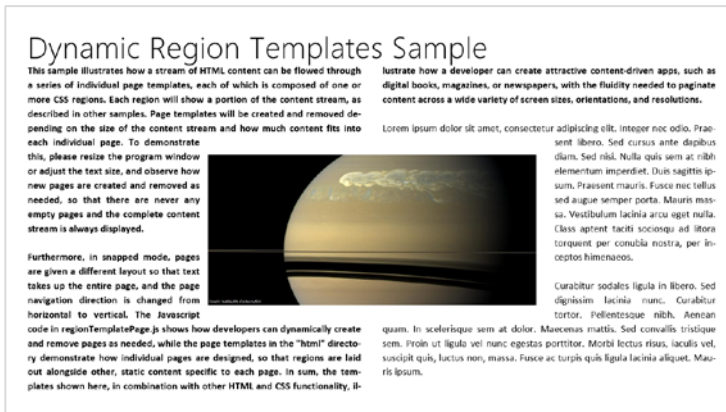 Dynamic Region Templates Sample
This sample illustrates how a stream of HTML content can be flowed through
a series of individual page templates, each of which is composed of one or
more CSS regions. Each region will show a portion of the content stream, as
described in other samples. Page templates will be created and removed de-
pending on the size of the content stream and how much content fits into
each individual page. To demonstrate
this, please resize the program window
or adjust the text size, and observe how
new pages are created and removed as
needed, so that there are never any
empty pages and the complete content
stream is always displayed.
Furthermore, in snapped mode, pages
are given a different layout so that text
takes up the entire page, and the page
navigation direction is changed from
horizontal to vertical. The Javascript
code in regionTemplatePage.js shows how developers can dynamically create
and remove pages as needed, while the page templates in the "html" directo-
ry demonstrate how individual pages are designed, so that regions are laid
out alongside other, static content specific to each page. In sum, the tem-
plates shown here, in combination with other HTML and CSS functionality, il-
lustrate how a developer can create attractive content-driven apps, such as
digital books, magazines, or newspapers, with the fluidity needed to paginate
content across a wide variety of screen sizes, orientations, and resolutions.
Lorem ipsum dolor sit amet, consectetur adipiscing elit. Integer nec odio. Prae-
sent libero. Sed cursus ante dapibus
diam. Sed nisi. Nulla quis sem at nibh
elementum imperdiet. Duis sagittis ip-
sum. Praesent mauris. Fusce nec tellus
sed augue semper porta. Mauris mas-
sa. Vestibulum lacinia arcu eget nulla.
Class aptent taciti sociosqu ad litora
torquent per conubia nostra, per in-
ceptos himenaeos.
Curabitur sodales ligula in libero. Sed
dignissim lacinia nunc. Curabitur
tortor. Pellentesque nibh. Aenean
quam. In scelerisque sem at dolor. Maecenas mattis. Sed convallis tristique
sem. Proin ut ligula vel nunc egestas porttitor. Morbi lectus risus, iaculis vel,
suscipit quis, luctus non, massa. Fusce ac turpis quis ligula lacinia aliquet. Mau-
ris ipsum.